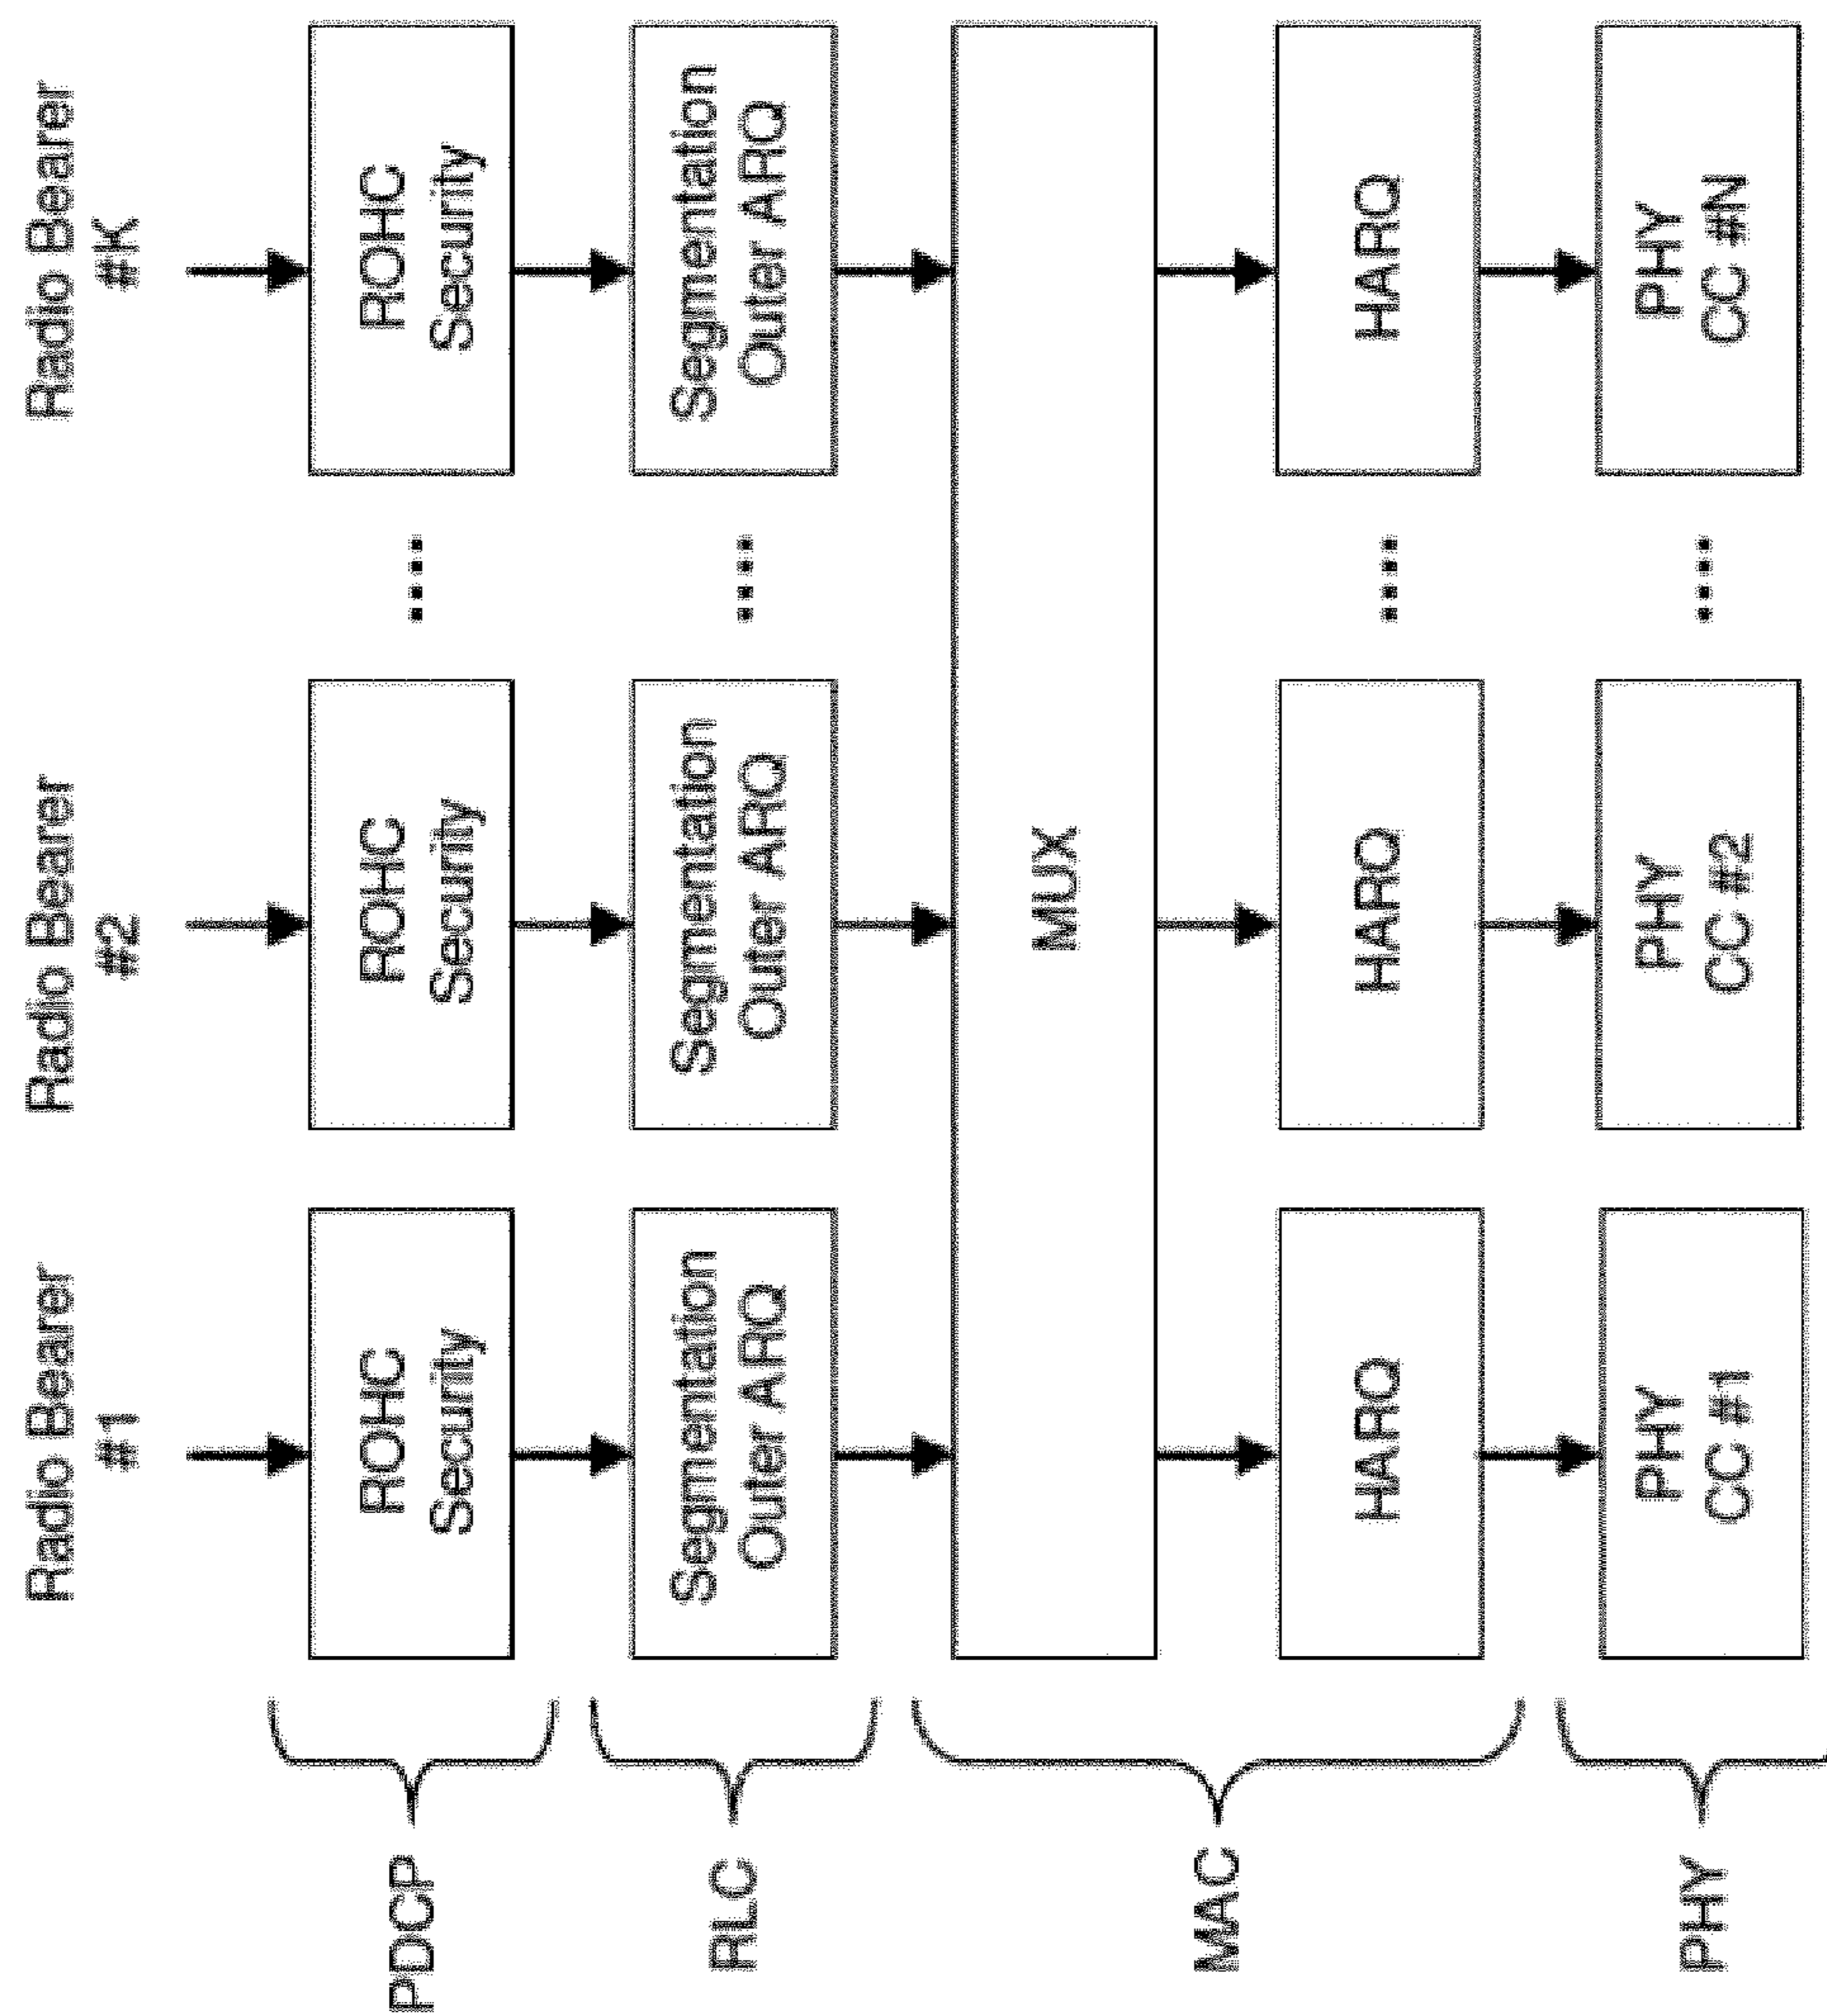 Radio Bearer
#1
Radio Bearer
#2
Radio Bearer
#K
PDCP
ROHC
Security
ROHC
Security
....
ROHC
Security
RLC
Segmentation
Outer ARQ
Segmentation
Outer ARQ
....
Segmentation
Outer ARQ
MAC
MUX
HARQ
HARQ
....
HARQ
PHY
PHY
CC #1
PHY
CC #2
....
PHY
CC #N